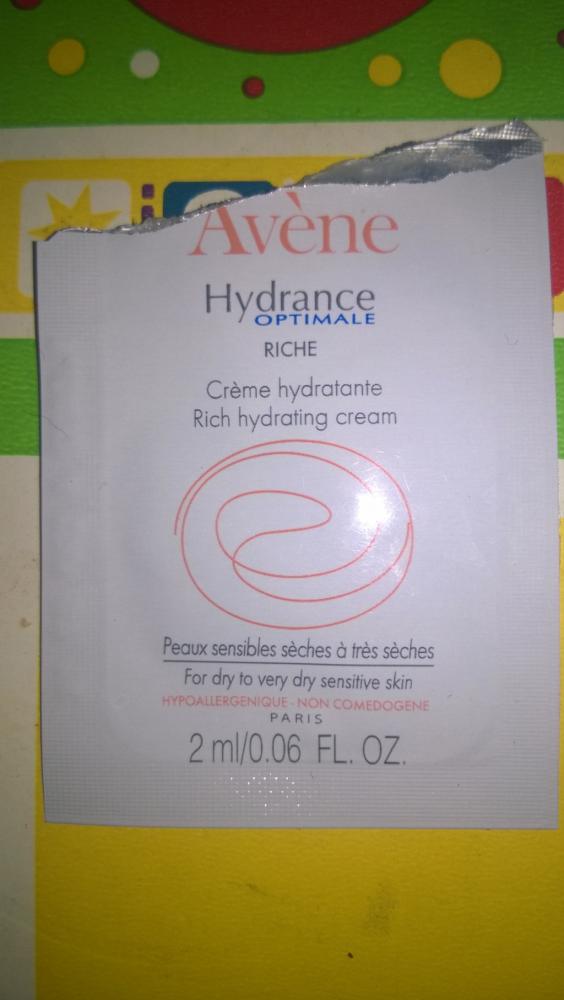 Avène
Hydrance
OPTIMALE
RICHE
Crème hydratante
Rich hydrating cream
Peaux sensibles sèches à très sèches
For dry to very dry sensitive skin
HYPOALLERGENIQUE - NON COMEDOGENE
PARIS
2 ml/0.06 FL. OZ.